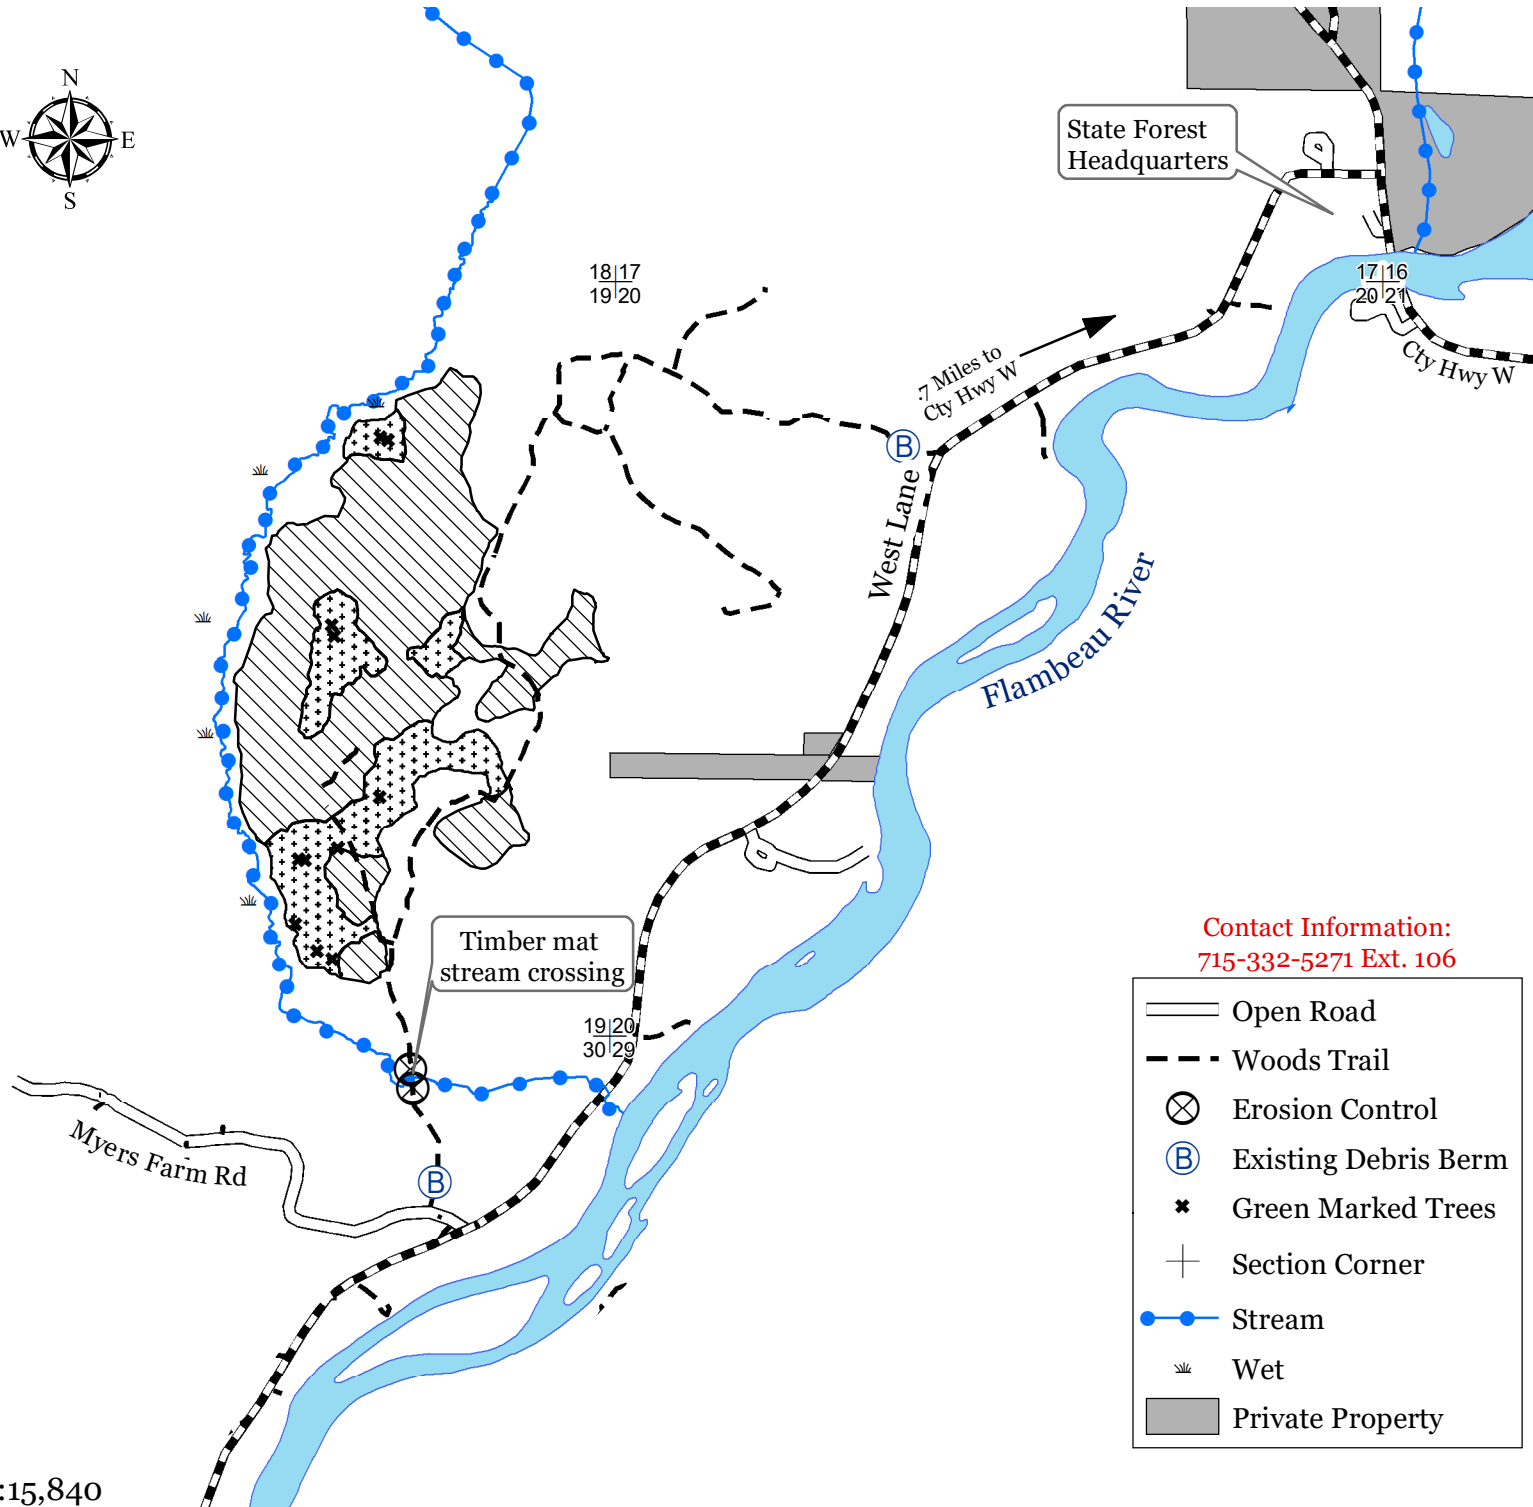 N
W E
S
State Forest
Headquarters
18 17
19 20
17 16
20 21
.7 Miles to
Cty Hwy W
Cty Hwy W
B
West Lane
Flambeau River
Timber mat
stream crossing
19 20
30 29
Myers Farm Rd
B
Contact Information:
715-332-5271 Ext. 106
Open Road
Woods Trail
Erosion Control
B Existing Debris Berm
Green Marked Trees
Section Corner
Stream
Wet
Private Property
:15,840